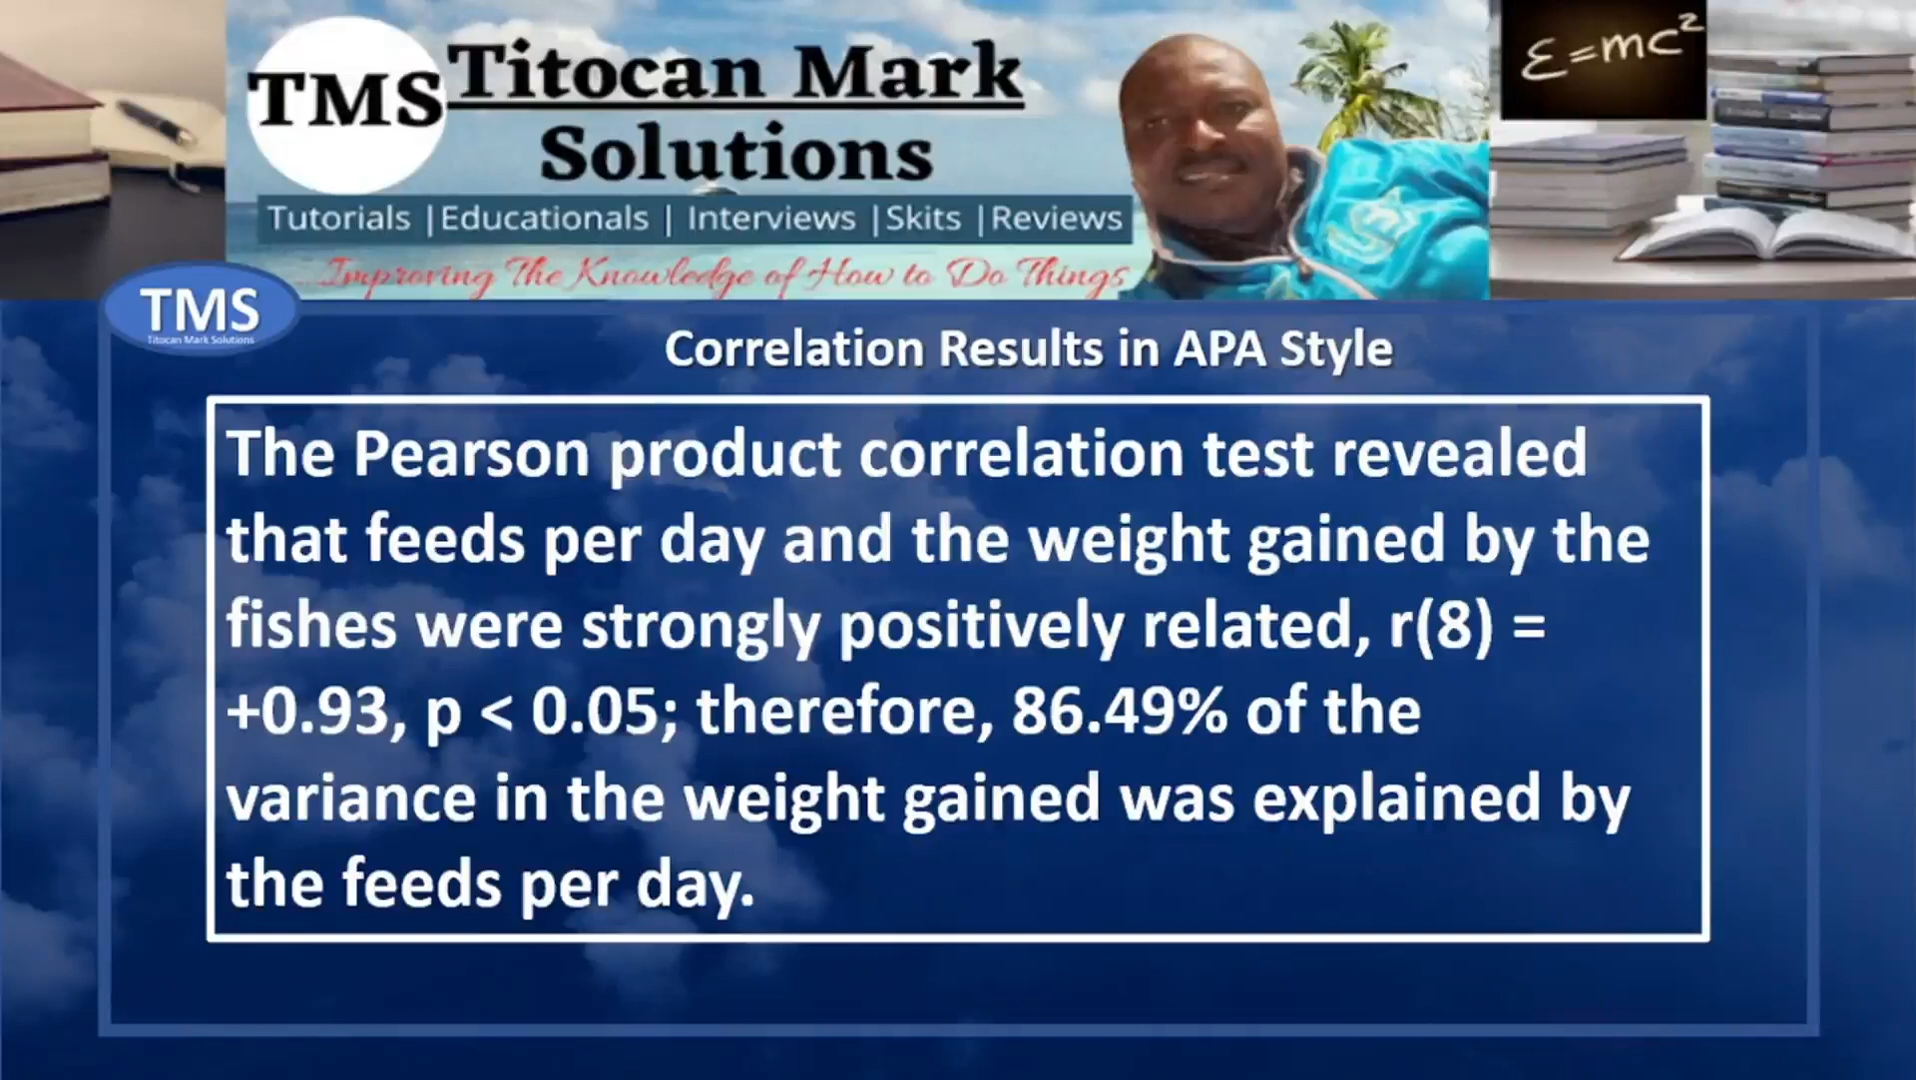 TMS
Titocan Mark
Solutions
Tutorials |Educationals | Interviews |Skits |Reviews
...Improving The Knowledge of How to Do Things
Ɛ=mc²
TMS
Titocan Mark Solutions
Correlation Results in APA Style
The Pearson product correlation test revealed
that feeds per day and the weight gained by the
fishes were strongly positively related, r(8) =
+0.93, p < 0.05; therefore, 86.49% of the
variance in the weight gained was explained by
the feeds per day.